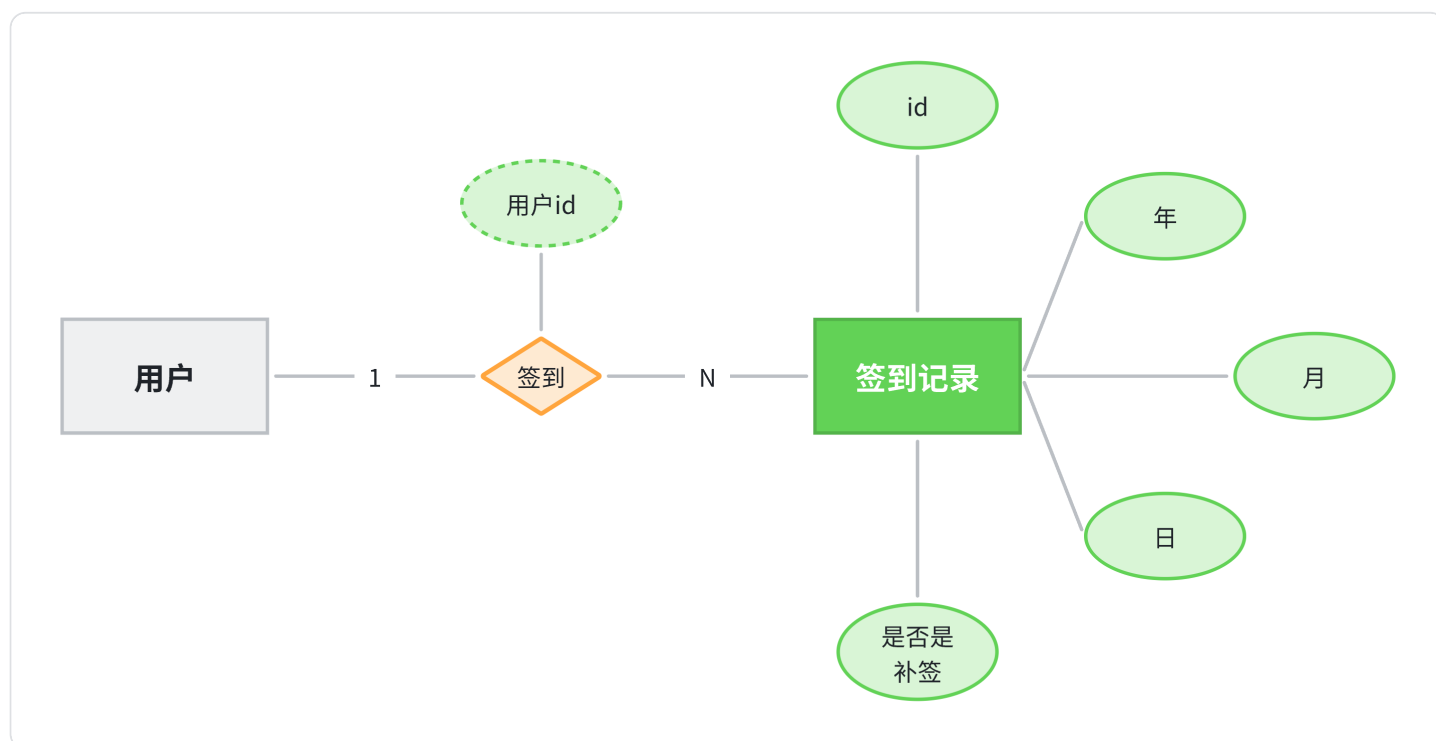 id
年
用户id
用户
1
签到
N
签到记录
月
日
是否是
补签